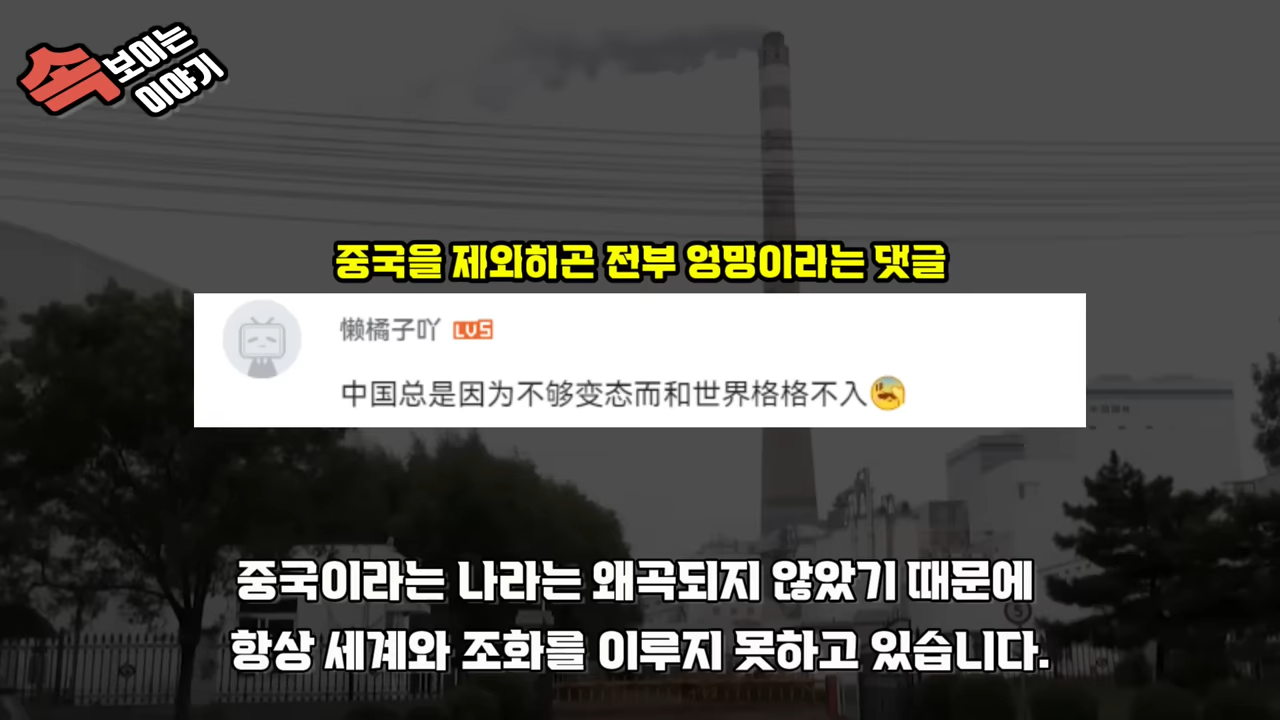 속보이는
이야기
중국을 제외하곤 전부 엉망이라는 댓글
懒橘子吖 LV5
中国总是因为不够变态而和世界格格不入
중국이라는 나라는 왜곡되지 않았기 때문에
항상 세계와 조화를 이루지 못하고 있습니다.